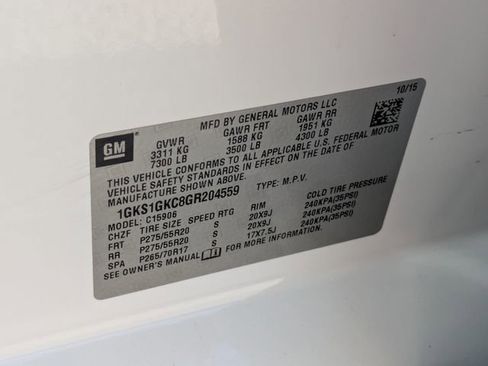 10/15
MFD BY GENERAL MOTORS LLC
GM
GVWR GAWR FRT GAWR RR
3311 KG 1588 KG 1951 KG
7300 LB 3500 LB 4300 LB
THIS VEHICLE CONFORMS TO ALL APPLICABLE U.S. FEDERAL MOTOR
VEHICLE SAFETY STANDARDS IN EFFECT ON THE DATE OF
MANUFACTURE SHOWN ABOVE.
1GKS1GKC8GR204559 TYPE: M.P.V.
MODEL: C15906
CHZF TIRE SIZE SPEED RTG RIM COLD TIRE PRESSURE
FRT P275/55R20 S 20X9J 240KPA(35PSI)
RR P275/55R20 S 20X9J 240KPA(35PSI)
SPA P265/70R17 S 17X7.5J 240KPA(35PSI)
SEE OWNER'S MANUAL FOR MORE INFORMATION.